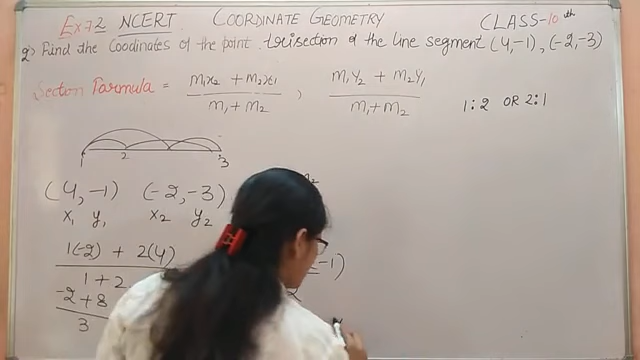 Ex 7.2 NCERT COORDINATE GEOMETRY CLASS-10th
2) Find the Coodinates of the point trisection of the line segment (4,-1), (-2,-3)
Section Formula = m₁x₂ + m₂x₁ / m₁ + m₂ , m₁y₂ + m₂y₁ / m₁ + m₂
1:2 OR 2:1
1 2 3
(4,-1) (-2,-3)
x₁ y₁ x₂ y₂
1(-2) + 2(4)
1 + 2
-2 + 8
3
-1)
2